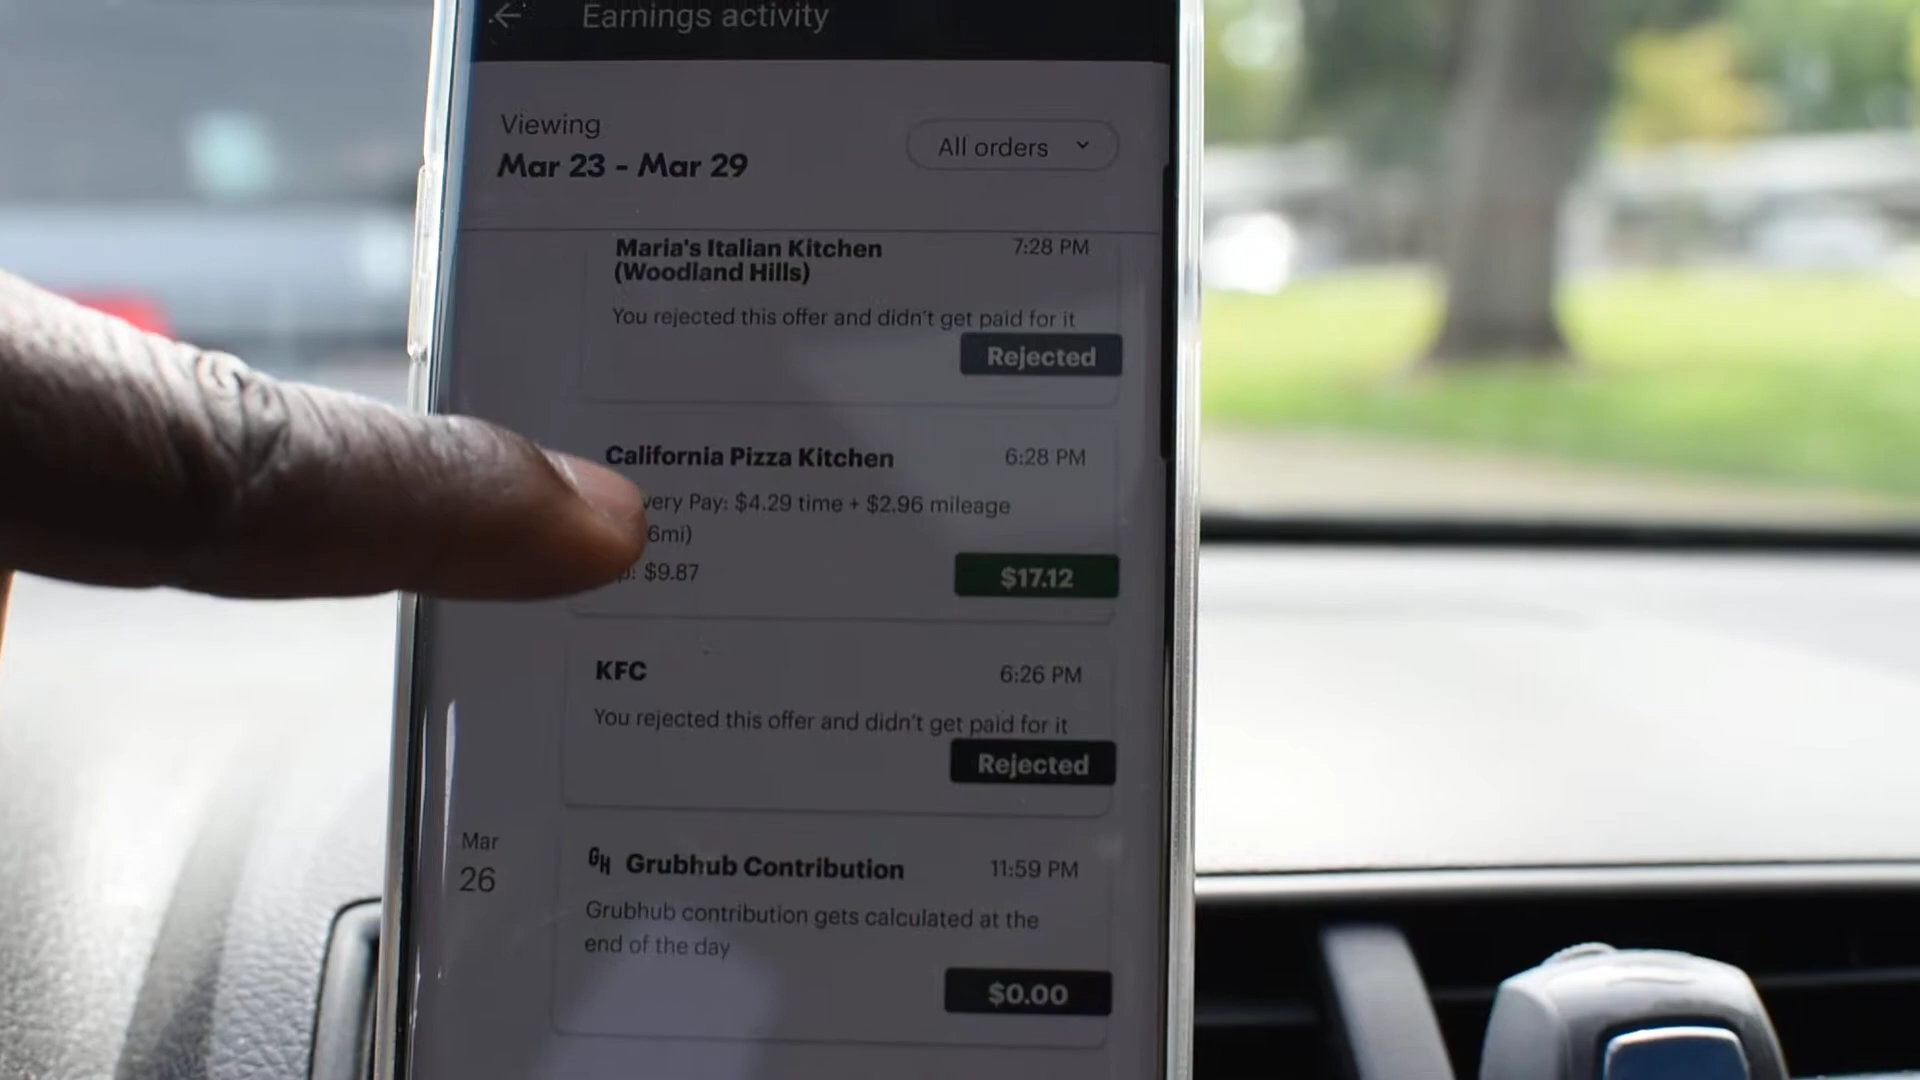 Earnings activity
Viewing
Mar 23 - Mar 29
All orders
Maria's Italian Kitchen 7:28 PM
(Woodland Hills)
You rejected this offer and didn't get paid for it
Rejected
California Pizza Kitchen 6:28 PM
Pay: $4.29 time + $2.96 mileage
$9.87
$17.12
KFC 6:26 PM
You rejected this offer and didn't get paid for it
Rejected
Mar
26
GH Grubhub Contribution 11:59 PM
Grubhub contribution gets calculated at the
end of the day
$0.00